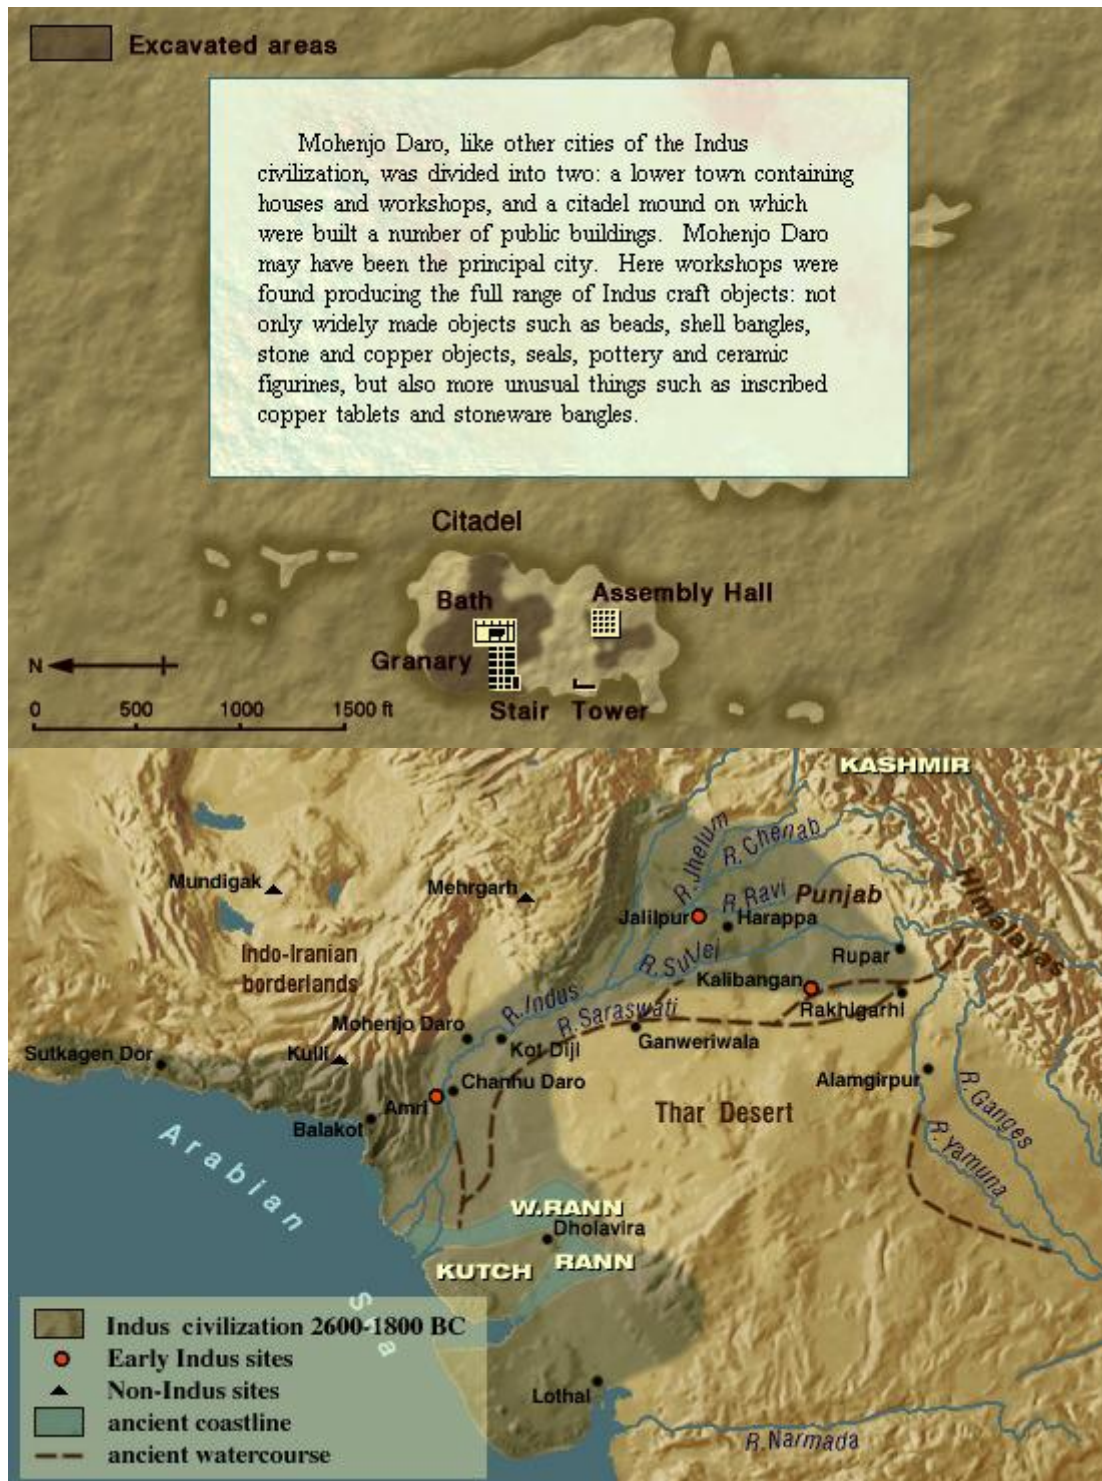 Excavated areas
Mohenjo Daro, like other cities of the Indus
civilization, was divided into two: a lower town containing
houses and workshops, and a citadel mound on which
were built a number of public buildings. Mohenjo Daro
may have been the principal city. Here workshops were
found producing the full range of Indus craft objects: not
only widely made objects such as beads, shell bangles,
stone and copper objects, seals, pottery and ceramic
figurines, but also more unusual things such as inscribed
copper tablets and stoneware bangles.
Citadel
Bath
Assembly Hall
Granary
N
0 500 1000 1500 ft
Stair Tower
KASHMIR
R. Jhelum
R. Chenab
Mundigak
Mehrgarh
R. Ravi
Punjab
Himalayas
Jalilpur
Harappa
Indo-Iranian
borderlands
R. Sutlej
Rupar
Kalibangan
R. Indus
R. Saraswati
Rakhigarhi
Mohenjo Daro
Kot Diji
Ganweriwala
Sutkagen Dor
Kulli
Chanhu Daro
Alamgirpur
R. Ganges
Amri
Balakot
Thar Desert
R. Yamuna
Arabian
Sea
W.RANN
Dholavira
KUTCH
RANN
Indus civilization 2600-1800 BC
Early Indus sites
Non-Indus sites
ancient coastline
ancient watercourse
Lothal
R.Narmada